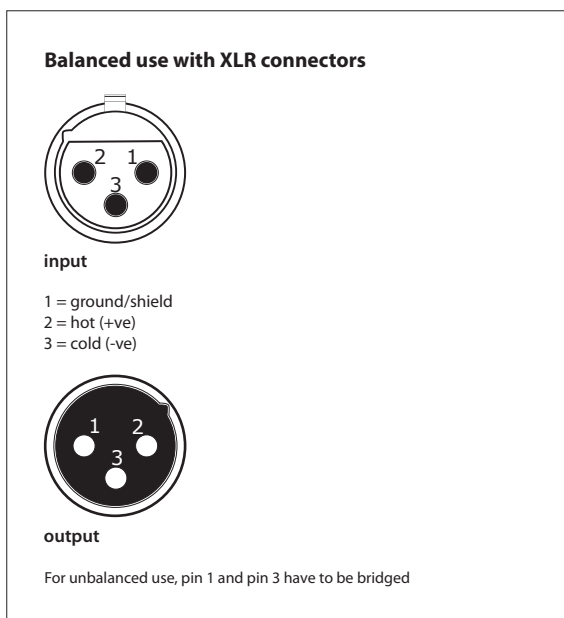 Balanced use with XLR connectors
2 1
3
input
1 = ground/shield
2 = hot (+ve)
3 = cold (-ve)
1 2
3
output
For unbalanced use, pin 1 and pin 3 have to be bridged